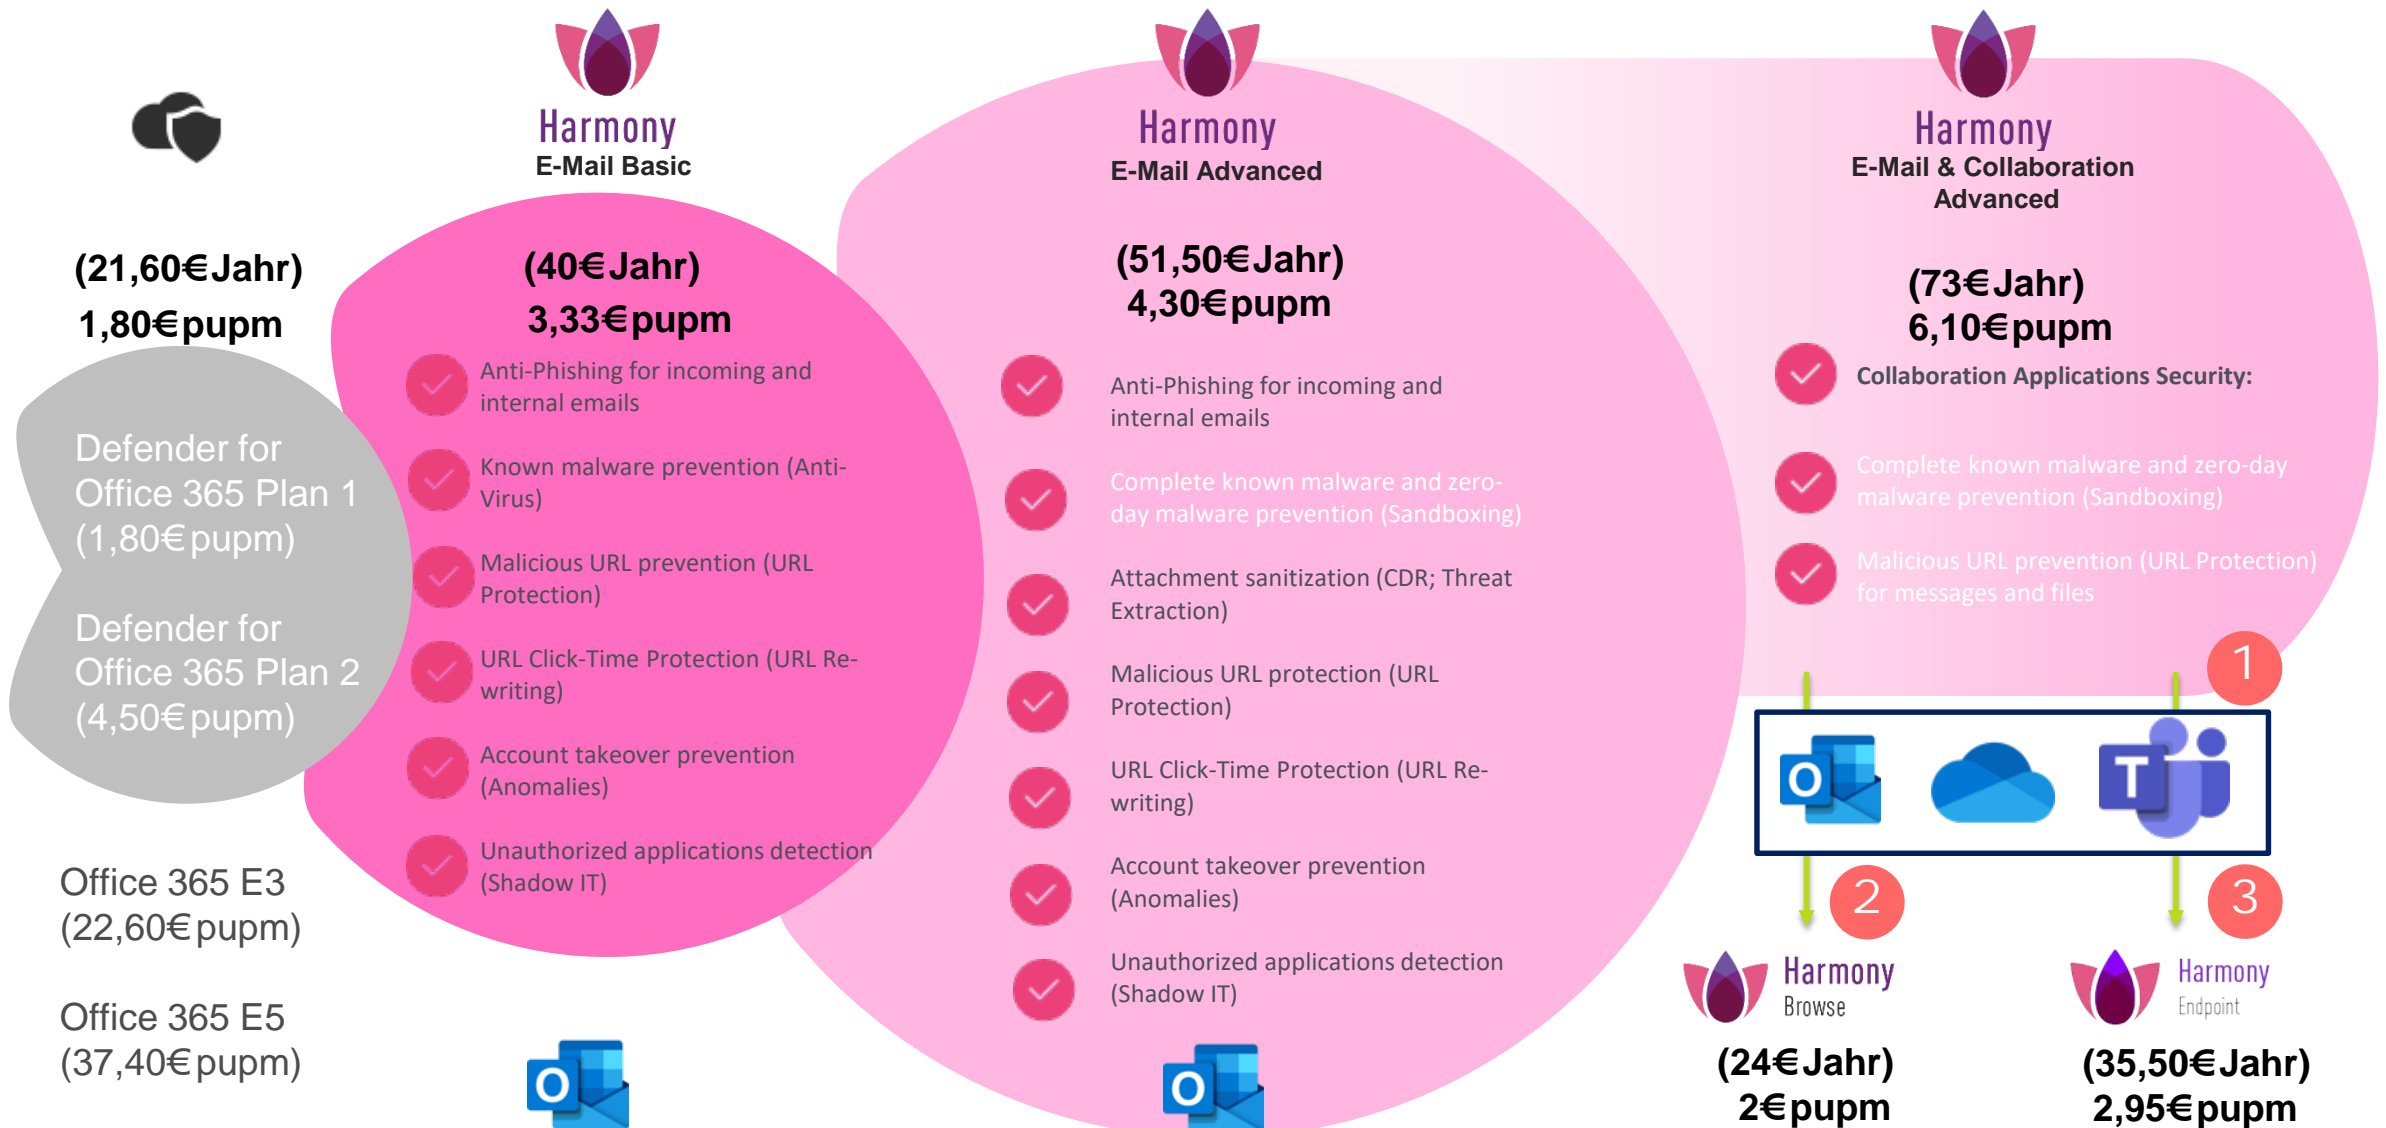 (21,60€Jahr)
1,80€pupm
Defender for
Office 365 Plan 1
(1,80€pupm)
Defender for
Office 365 Plan 2
(4,50€pupm)
Office 365 E3
(22,60€pupm)
Office 365 E5
(37,40€pupm)
Harmony
E-Mail Basic
(40€Jahr)
3,33€pupm
Anti-Phishing for incoming and
internal emails
Known malware prevention (Anti-
Virus)
Malicious URL prevention (URL
Protection)
URL Click-Time Protection (URL Re-
writing)
Account takeover prevention
(Anomalies)
Unauthorized applications detection
(Shadow IT)
O
Harmony
E-Mail Advanced
(51,50€Jahr)
4,30€pupm
Anti-Phishing for incoming and
internal emails
Complete known malware and zero-
day malware prevention (Sandboxing)
Attachment sanitization (CDR; Threat
Extraction)
Malicious URL protection (URL
Protection)
URL Click-Time Protection (URL Re-
writing)
Account takeover prevention
(Anomalies)
Unauthorized applications detection
(Shadow IT)
O
Harmony
E-Mail & Collaboration
Advanced
(73€Jahr)
6,10€pupm
Collaboration Applications Security:
Complete known malware and zero-day
malware prevention (Sandboxing)
Malicious URL prevention (URL Protection)
for messages and files
1
O
T
2
3
Harmony
Browse
(24€Jahr)
2€pupm
Harmony
Endpoint
(35,50€Jahr)
2,95€pupm